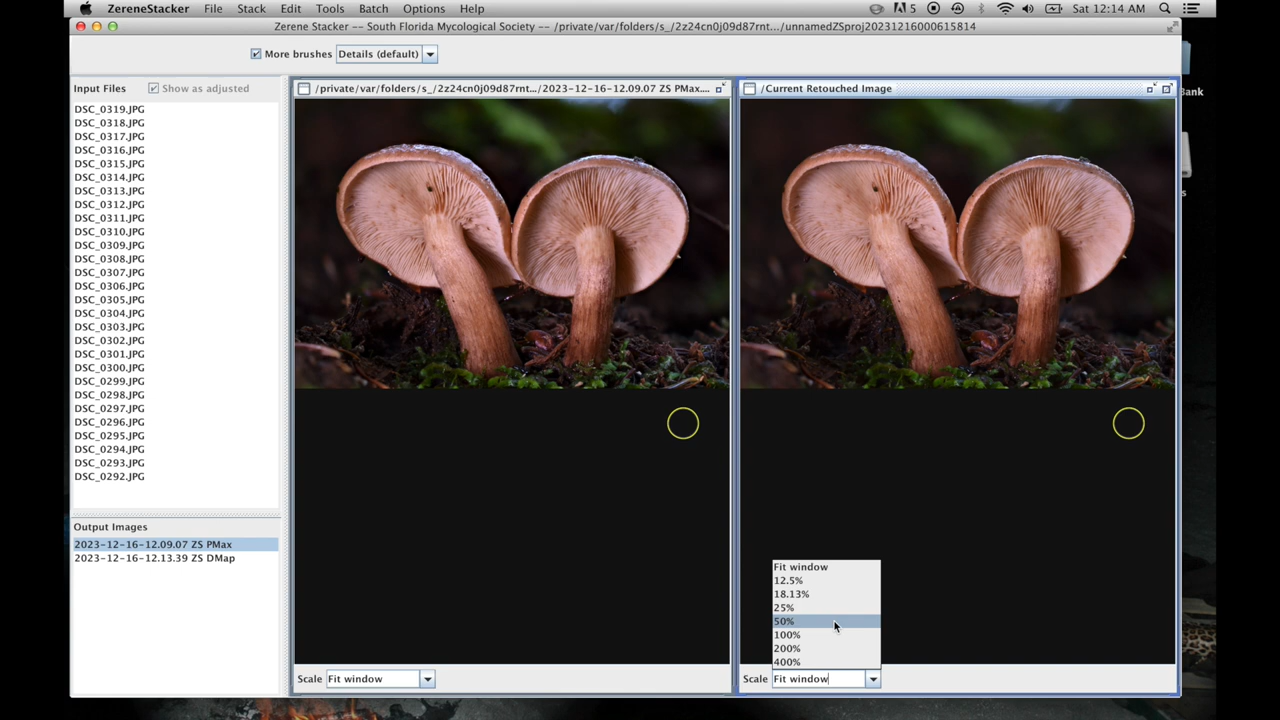 ZereneStacker File Stack Edit Tools Batch Options Help 5 Sat 12:14 AM
Zerene Stacker -- South Florida Mycological Society -- /private/var/folders/s_/2z24cn0j09d87rnt.../unnamedZSproj20231216000615814
More brushes Details (default)
Input Files Show as adjusted
/private/var/folders/s_/2z24cn0j09d87rnt.../2023-12-16-12.09.07 ZS PMax....
/Current Retouched Image
Bank
DSC_0319.JPG
DSC_0318.JPG
DSC_0317.JPG
DSC_0316.JPG
DSC_0315.JPG
DSC_0314.JPG
DSC_0313.JPG
DSC_0312.JPG
DSC_0311.JPG
DSC_0310.JPG
DSC_0309.JPG
DSC_0308.JPG
DSC_0307.JPG
DSC_0306.JPG
DSC_0305.JPG
DSC_0304.JPG
DSC_0303.JPG
DSC_0302.JPG
DSC_0301.JPG
DSC_0300.JPG
DSC_0299.JPG
DSC_0298.JPG
DSC_0297.JPG
DSC_0296.JPG
DSC_0295.JPG
DSC_0294.JPG
DSC_0293.JPG
DSC_0292.JPG
Output Images
2023-12-16-12.09.07 ZS PMax
2023-12-16-12.13.39 ZS DMap
Fit window
12.5%
18.13%
25%
50%
100%
200%
400%
Scale Fit window
Scale Fit window